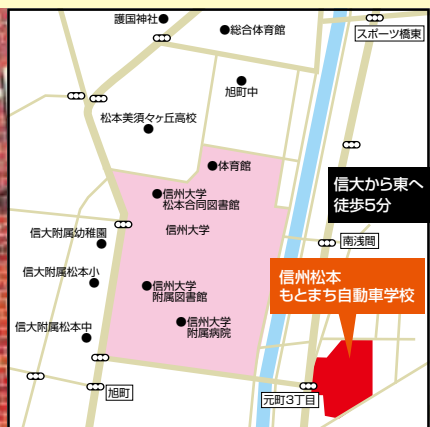 護国神社
総合体育館
スポーツ橋東
旭町中
松本美須々ヶ丘高校
体育館
信大から東へ
徒歩5分
信州大学
松本合同図書館
信州大学
信大附属幼稚園
南浅間
信大附属松本小
信州松本
もとまち自動車学校
信州大学
附属図書館
信州大学
附属病院
信大附属松本中
旭町
元町3丁目